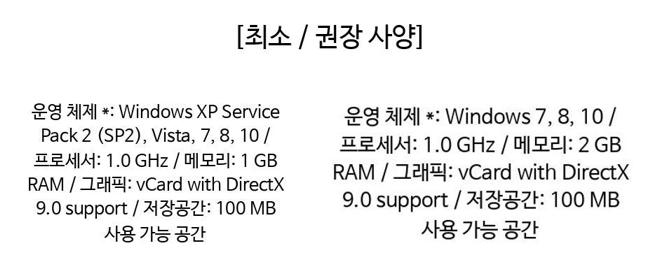 [최소 / 권장 사양]
운영 체제 *: Windows XP Service
Pack 2 (SP2), Vista, 7, 8, 10 /
프로세서: 1.0 GHz / 메모리: 1 GB
RAM / 그래픽: vCard with DirectX
9.0 support / 저장공간: 100 MB
사용 가능 공간
운영 체제 *: Windows 7, 8, 10 /
프로세서: 1.0 GHz / 메모리: 2 GB
RAM / 그래픽: vCard with DirectX
9.0 support / 저장공간: 100 MB
사용 가능 공간